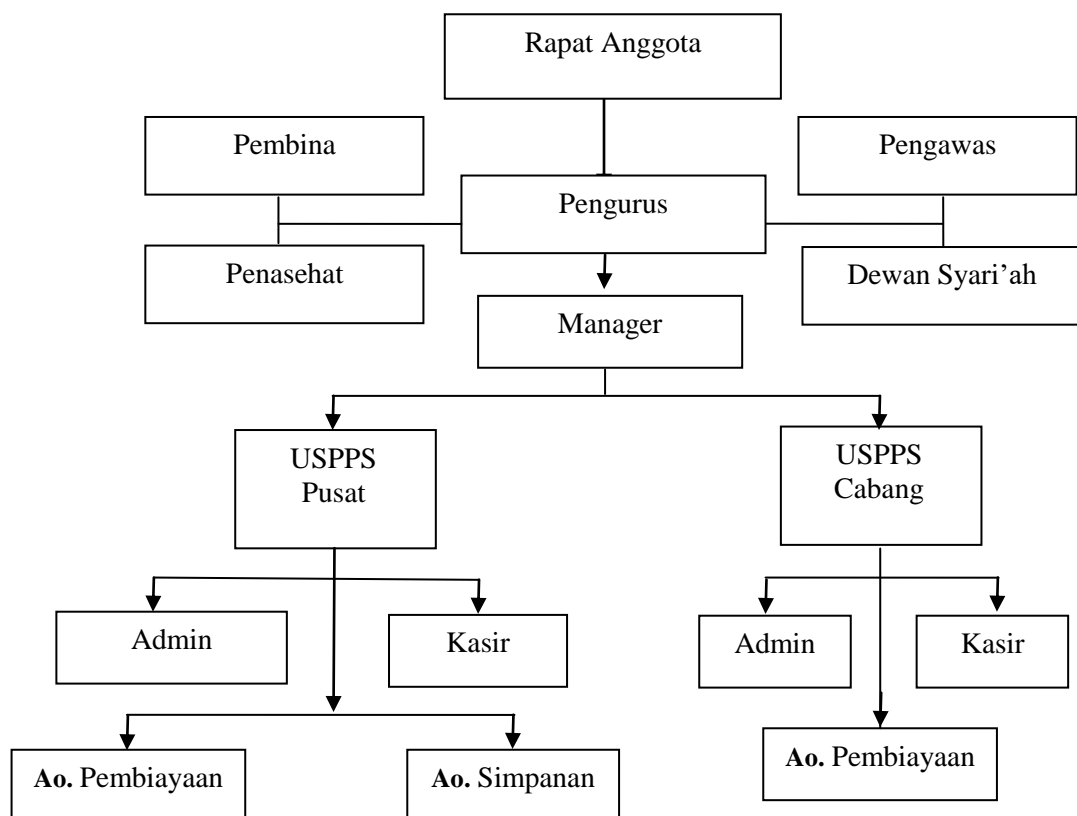 Rapat Anggota
Pembina
Pengawas
Pengurus
Penasehat
Dewan Syari’ah
Manager
USPPS
Pusat
USPPS
Cabang
Admin
Kasir
Admin
Kasir
Ao. Pembiayaan
Ao. Simpanan
Ao. Pembiayaan